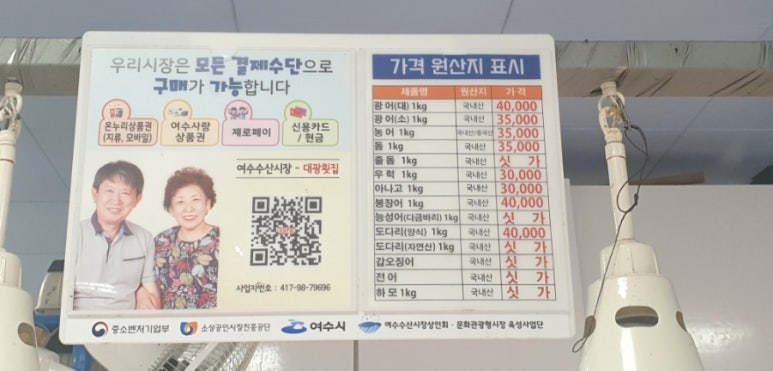 우리시장은 모든 결제수단으로
구매가 가능합니다
온누리상품권
(지류, 모바일)
여수사랑
상품권
제로페이
신용카드
/ 현금
여수수산시장 - 대광횟집
사업자번호 : 417-98-79696
가격 원산지 표시
제품명 원산지 가격
광어(대) 1kg 국내산 40,000
광어(소) 1kg 국내산 35,000
농어 1kg 국내산/중국산 35,000
돔 1kg 국내산 35,000
줄돔 1kg 국내산 싯가
우럭 1kg 국내산 30,000
아나고 1kg 국내산 30,000
붕장어 1kg 국내산 40,000
능성어(다금바리) 1kg 국내산 싯가
도다리(양식) 1kg 국내산 40,000
도다리(자연산) 1kg 국내산 싯가
갑오징어 국내산 싯가
전어 국내산 싯가
하모 1kg 국내산 싯가
중소벤처기업부 소상공인시장진흥공단 여수시 여수수산시장상인회 · 문화관광형시장 육성사업단